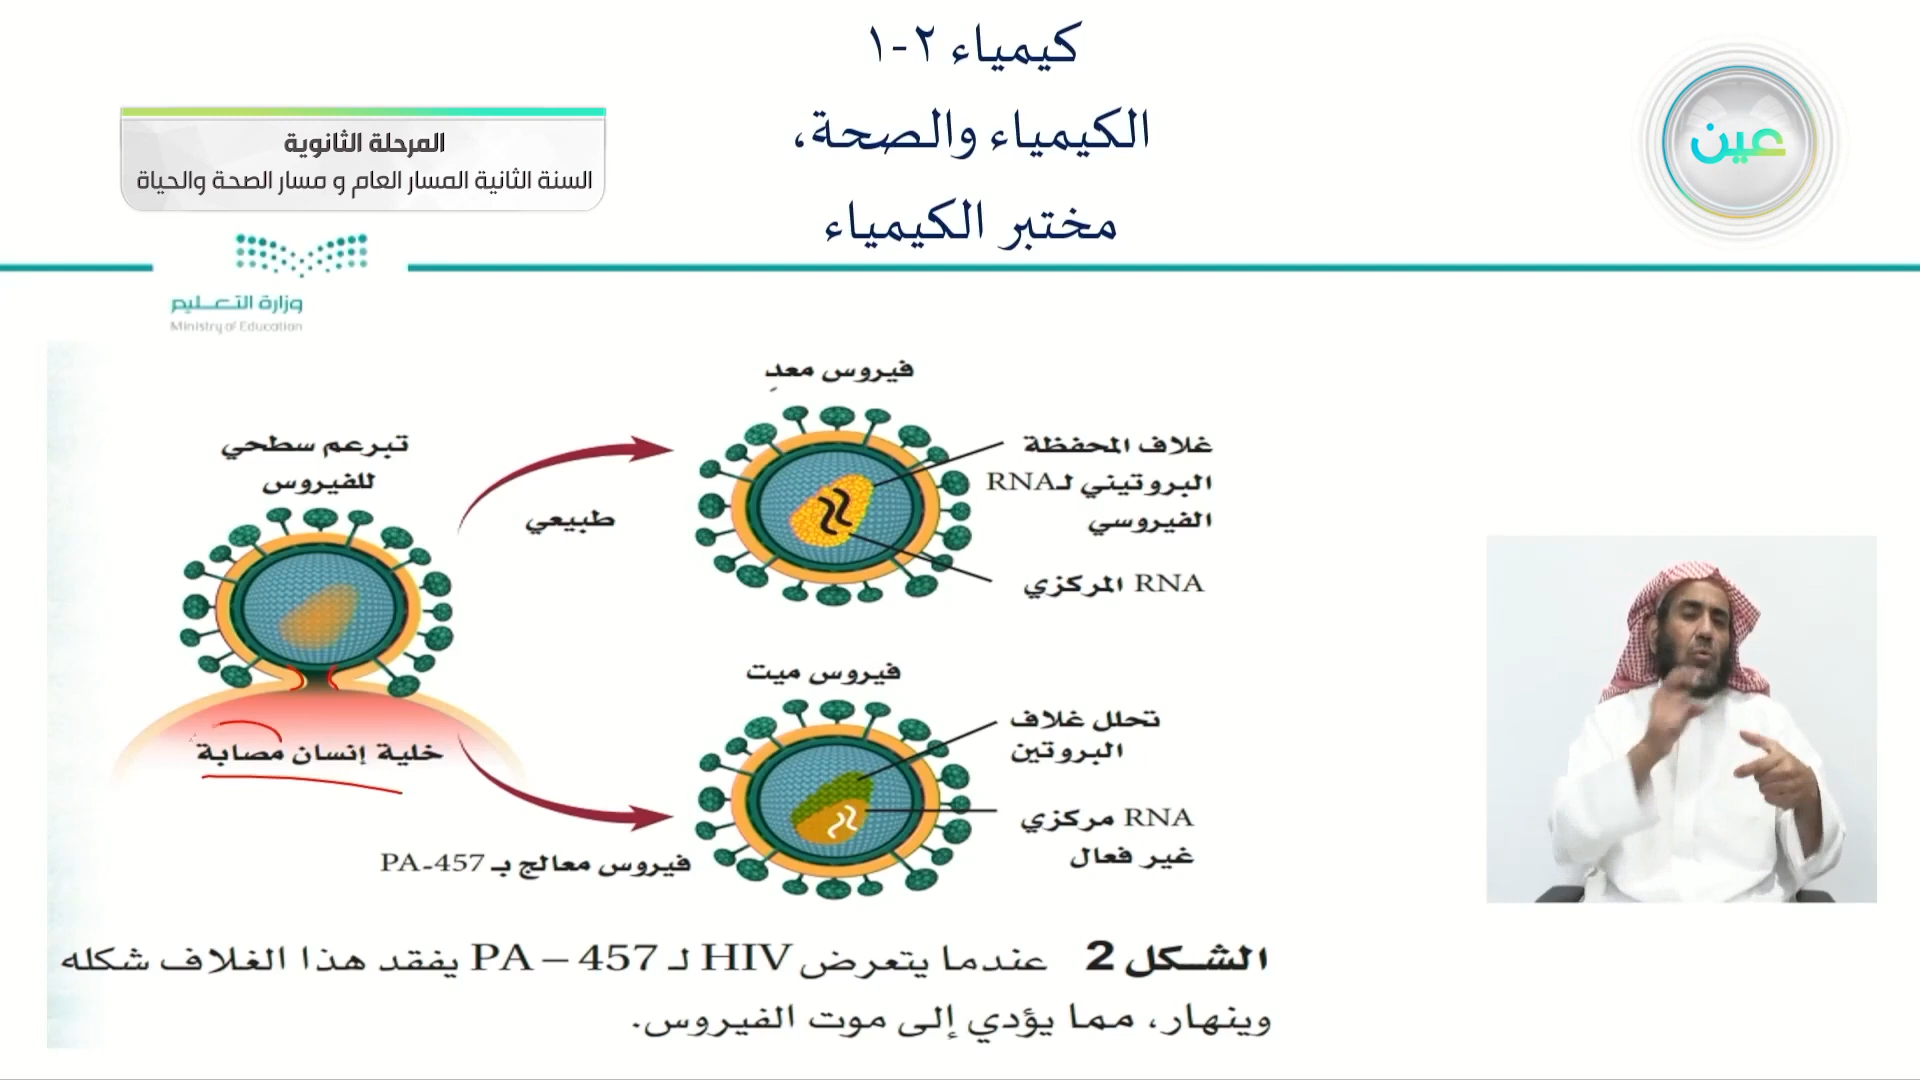 كيمياء ٢-١
الكيمياء والصحة،
مختبر الكيمياء
عين
المرحلة الثانوية
السنة الثانية المسار العام و مسار الصحة والحياة
وزارة التعليم
Ministry of Education
فيروس معدٍ
غلاف المحفظة
البروتيني لـRNA
الفيروسي
RNA المركزي
تبرعم سطحي
للفيروس
طبيعي
خلية إنسان مصابة
فيروس ميت
تحلل غلاف
البروتين
RNA مركزي
غير فعال
فيروس معالج بـ PA-457
الشكل 2 عندما يتعرض HIV لـ PA – 457 يفقد هذا الغلاف شكله
وينهار، مما يؤدي إلى موت الفيروس.